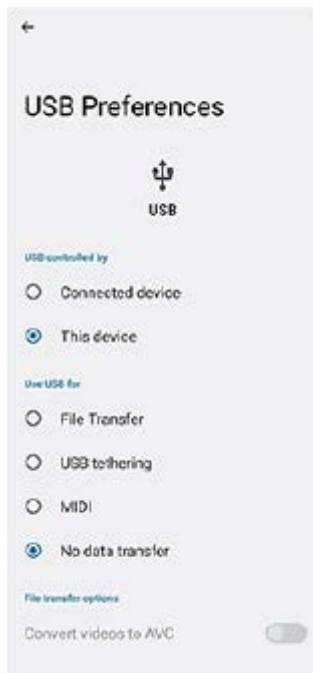 USB Preferences
USB
USB controlled by
Connected device
This device
Use USB for
File Transfer
USB tethering
MIDI
No data transfer
File transfer options
Convert videos to AVC